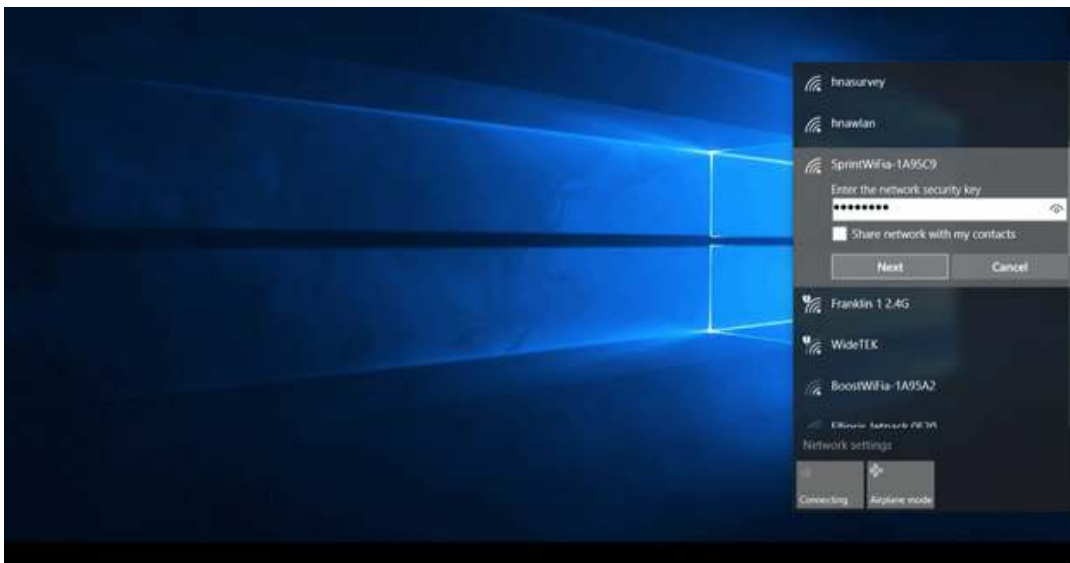 hnasurvey
hnawlan
SprintWiFia-1A95C9
Enter the network security key
Share network with my contacts
Next Cancel
Franklin 1 2.4G
WideTEK
BoostWiFia-1A95A2
Network settings
Connecting Airplane mode